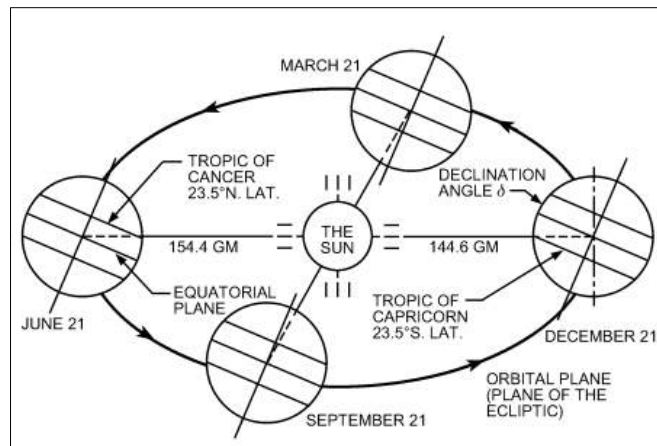 MARCH 21
TROPIC OF
CANCER
23.5°N. LAT.
DECLINATION
ANGLE δ
THE
SUN
154.4 GM
144.6 GM
EQUATORIAL
PLANE
TROPIC OF
CAPRICORN
23.5°S. LAT.
JUNE 21
DECEMBER 21
ORBITAL PLANE
(PLANE OF THE
ECLIPTIC)
SEPTEMBER 21